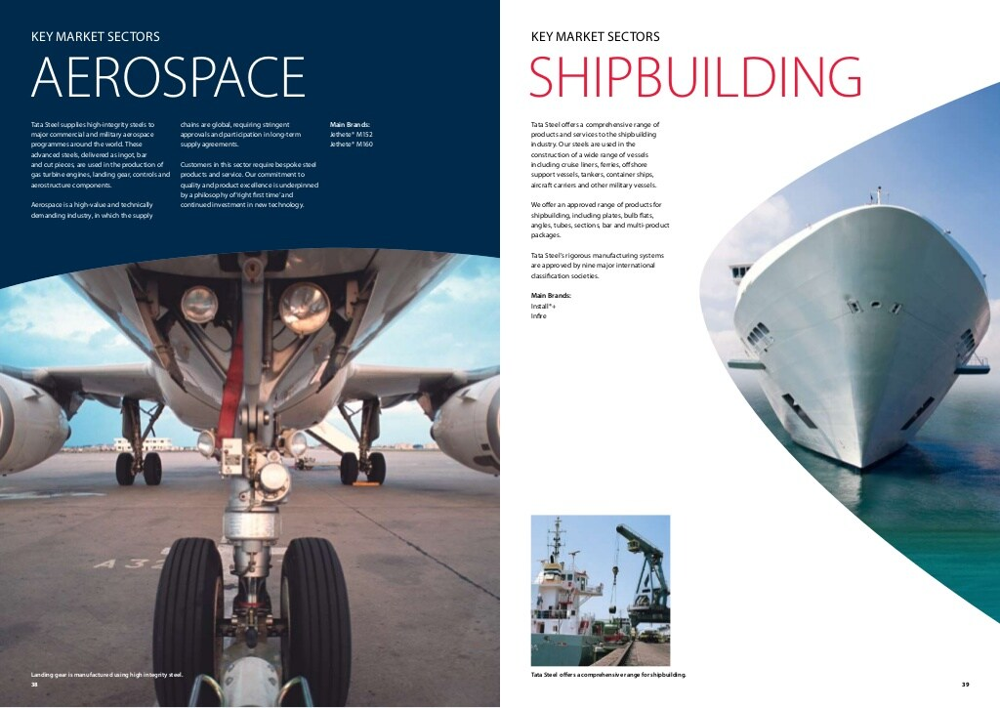 KEY MARKET SECTORS
AEROSPACE
Tata Steel supplies high-integrity steels to
major commercial and military aerospace
programmes around the world. These
advanced steels, delivered as ingot, bar
and cut pieces, are used in the production of
gas turbine engines, landing gear, controls and
aerostructure components.
Aerospace is a high-value and technically
demanding industry, in which the supply
chains are global, requiring stringent
approvals and participation in long-term
supply agreements.
Customers in this sector require bespoke steel
products and service. Our commitment to
quality and product excellence is underpinned
by a philosophy of 'right first time' and
continued investment in new technology.
Main Brands:
Jethete® M152
Jethete® M160
A 32
Landing gear is manufactured using high integrity steel.
38
KEY MARKET SECTORS
SHIPBUILDING
Tata Steel offers a comprehensive range of
products and services to the shipbuilding
industry. Our steels are used in the
construction of a wide range of vessels
including cruise liners, ferries, offshore
support vessels, tankers, container ships,
aircraft carriers and other military vessels.
We offer an approved range of products for
shipbuilding, including plates, bulb flats,
angles, tubes, sections, bar and multi-product
packages.
Tata Steel's rigorous manufacturing systems
are approved by nine major international
classification societies.
Main Brands:
Install®+
Infire
Tata Steel offers a comprehensive range for shipbuilding.
39